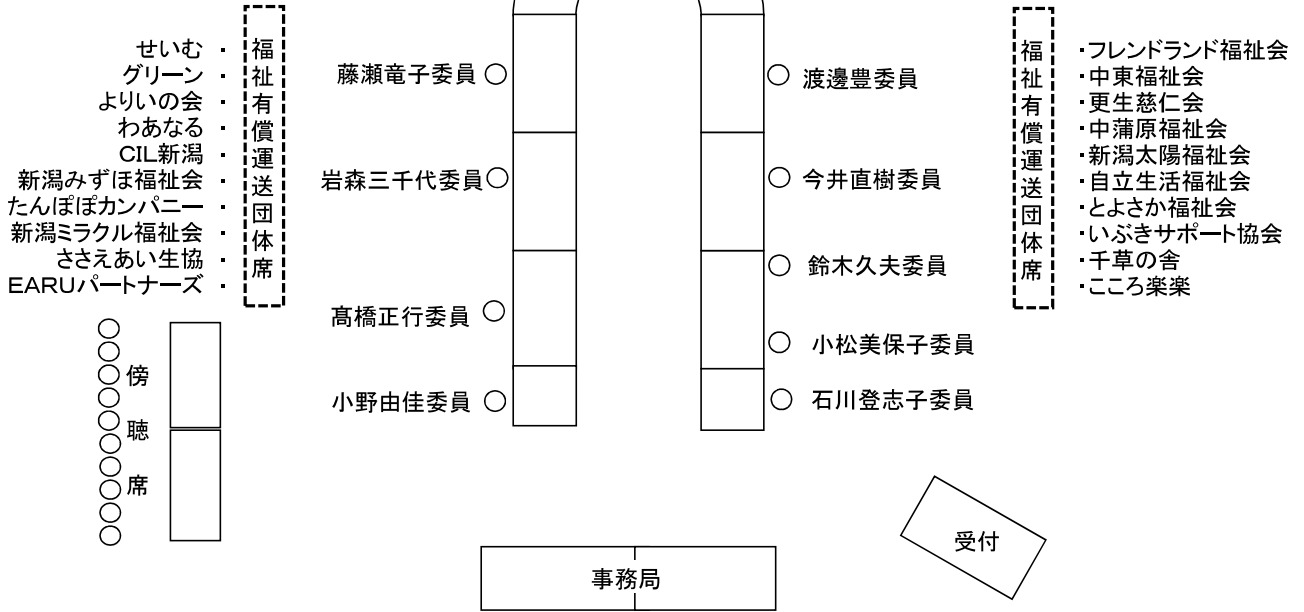 せいむ ・
グリーン ・
よりいの会 ・
わあなる ・
CIL新潟 ・
新潟みずほ福祉会 ・
たんぽぽカンパニー ・
新潟ミラクル福祉会 ・
ささえあい生協 ・
EARUパートナーズ ・
福祉有償運送団体席
藤瀬竜子委員
岩森三千代委員
髙橋正行委員
小野由佳委員
渡邊豊委員
今井直樹委員
鈴木久夫委員
小松美保子委員
石川登志子委員
福祉有償運送団体席
・フレンドランド福祉会
・中東福祉会
・更生慈仁会
・中蒲原福祉会
・新潟太陽福祉会
・自立生活福祉会
・とよさか福祉会
・いぶきサポート協会
・千草の舎
・こころ楽楽
傍聴席
受付
事務局